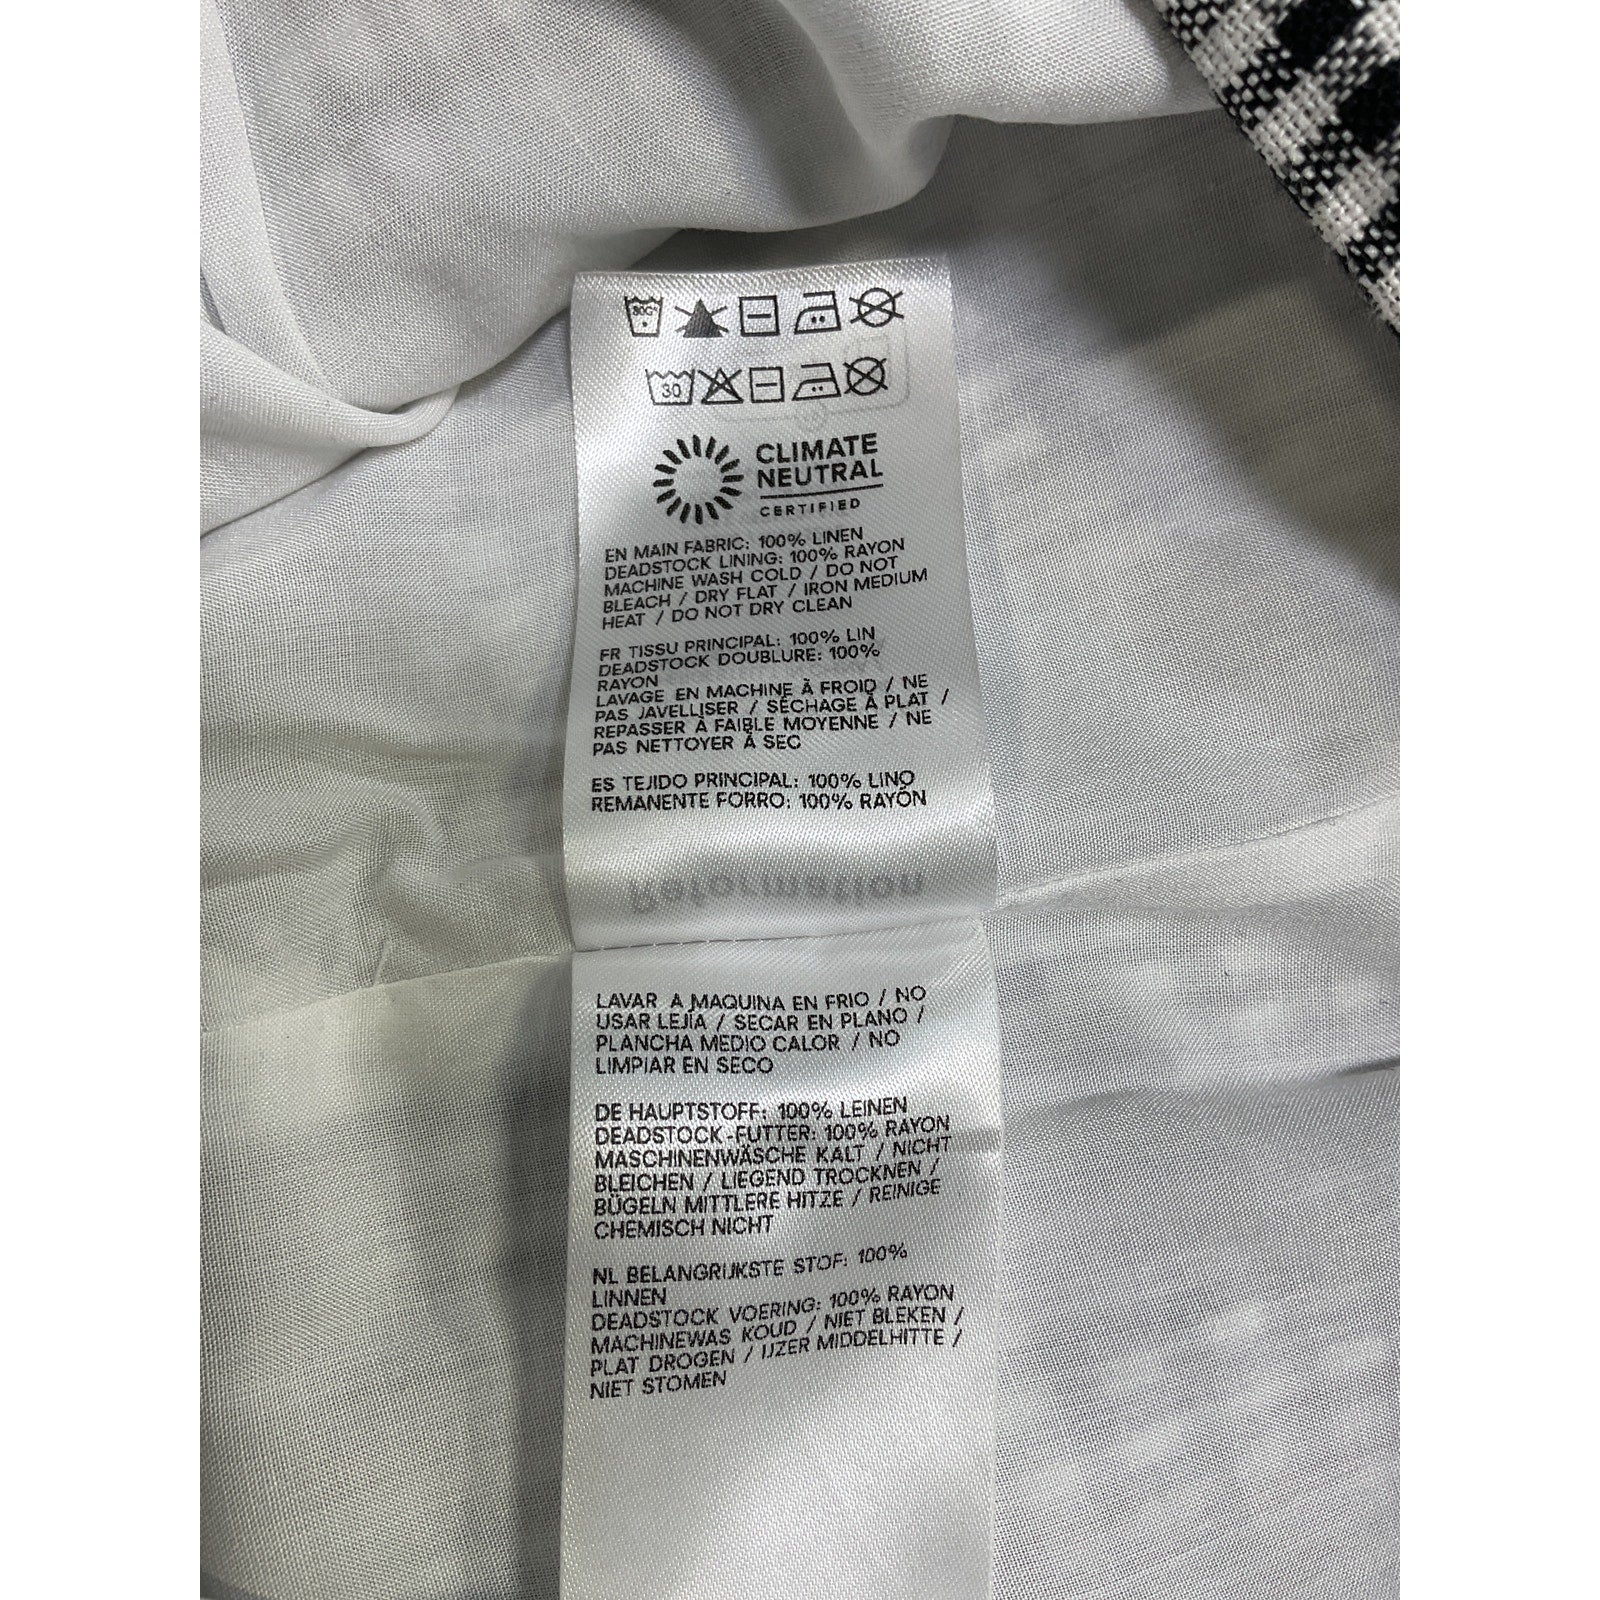 30
CLIMATE
NEUTRAL
CERTIFIED
EN MAIN FABRIC: 100% LINEN
DEADSTOCK LINING: 100% RAYON
MACHINE WASH COLD / DO NOT
BLEACH / DRY FLAT / IRON MEDIUM
HEAT / DO NOT DRY CLEAN
FR TISSU PRINCIPAL: 100% LIN
DEADSTOCK DOUBLURE: 100%
RAYON
LAVAGE EN MACHINE À FROID / NE
PAS JAVELLISER / SÉCHAGE À PLAT /
REPASSER À FAIBLE MOYENNE / NE
PAS NETTOYER À SEC
ES TEJIDO PRINCIPAL: 100% LINO
REMANENTE FORRO: 100% RAYÓN
Reformation
LAVAR A MAQUINA EN FRIO / NO
USAR LEJÍA / SECAR EN PLANO /
PLANCHA MEDIO CALOR / NO
LIMPIAR EN SECO
DE HAUPTSTOFF: 100% LEINEN
DEADSTOCK-FUTTER: 100% RAYON
MASCHINENWÄSCHE KALT / NICHT
BLEICHEN / LIEGEND TROCKNEN /
BÜGELN MITTLERE HITZE / REINIGE
CHEMISCH NICHT
NL BELANGRIJKSTE STOF: 100%
LINNEN
DEADSTOCK VOERING: 100% RAYON
MACHINEWAS KOUD / NIET BLEKEN /
PLAT DROGEN / IJZER MIDDELHITTE /
NIET STOMEN